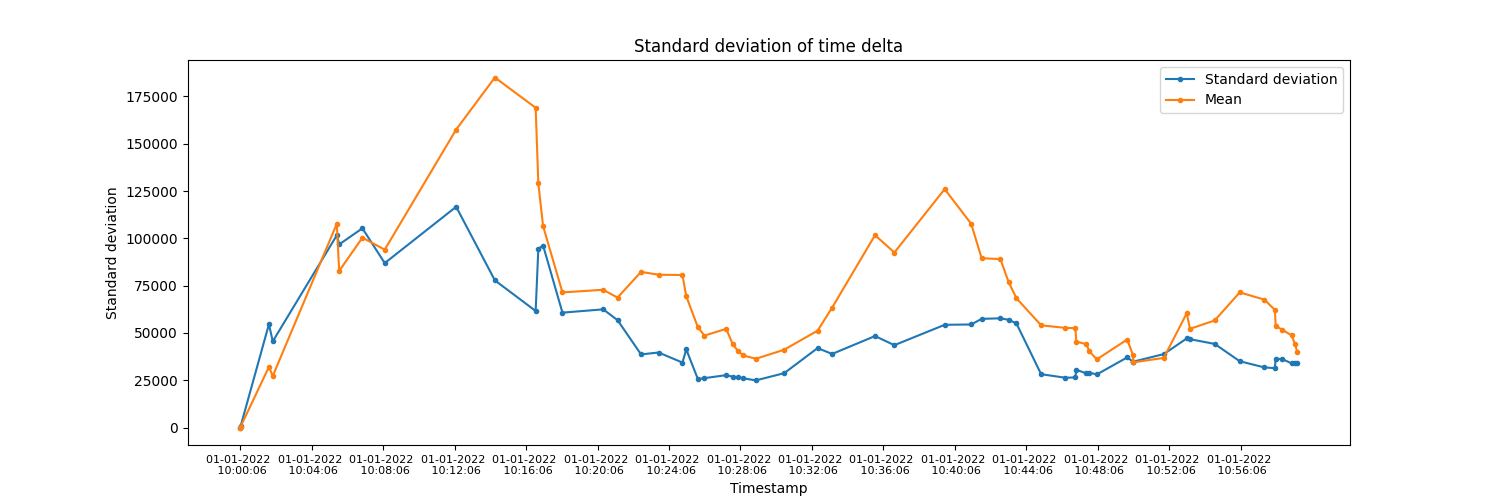 Standard deviation of time delta
Standard deviation
Mean
175000
150000
125000
100000
75000
50000
25000
0
Standard deviation
01-01-2022 01-01-2022 01-01-2022 01-01-2022 01-01-2022 01-01-2022 01-01-2022 01-01-2022 01-01-2022 01-01-2022 01-01-2022 01-01-2022 01-01-2022 01-01-2022 01-01-2022
10:00:06 10:04:06 10:08:06 10:12:06 10:16:06 10:20:06 10:24:06 10:28:06 10:32:06 10:36:06 10:40:06 10:44:06 10:48:06 10:52:06 10:56:06
Timestamp